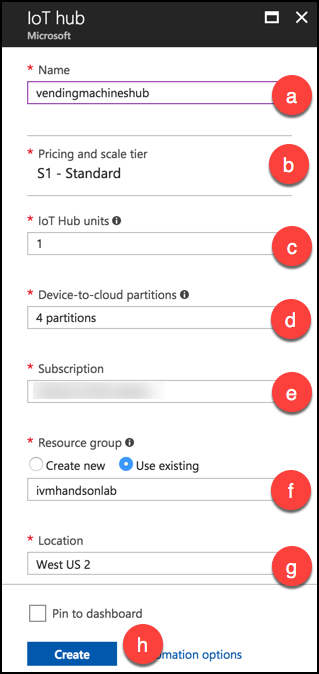 IoT hub
Microsoft
* Name
vendingmachineshub
a
* Pricing and scale tier
S1 - Standard
b
* IoT Hub units
1
c
* Device-to-cloud partitions
4 partitions
d
* Subscription
e
* Resource group
Create new Use existing
ivmhandsonlab
f
* Location
West US 2
g
Pin to dashboard
Create
h
omation options